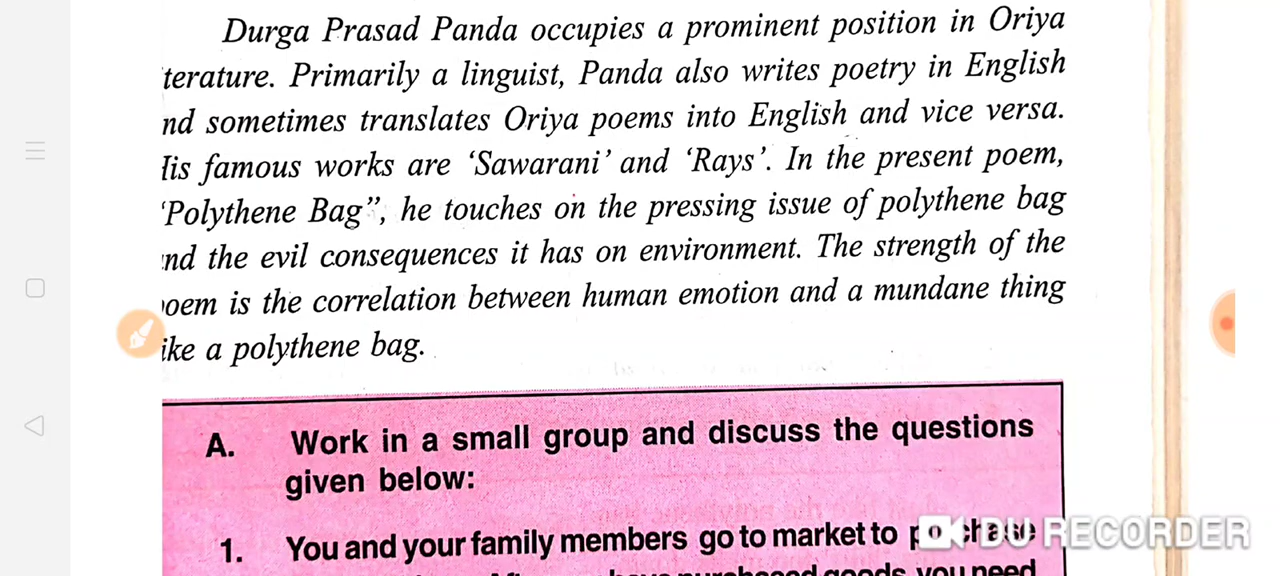 Durga Prasad Panda occupies a prominent position in Oriya
terature. Primarily a linguist, Panda also writes poetry in English
nd sometimes translates Oriya poems into English and vice versa.
His famous works are ‘Sawarani’ and ‘Rays’. In the present poem,
‘Polythene Bag”, he touches on the pressing issue of polythene bag
nd the evil consequences it has on environment. The strength of the
oem is the correlation between human emotion and a mundane thing
ike a polythene bag.
A. Work in a small group and discuss the questions
given below:
1. You and your family members go to market to
goods, you need
DU RECORDER